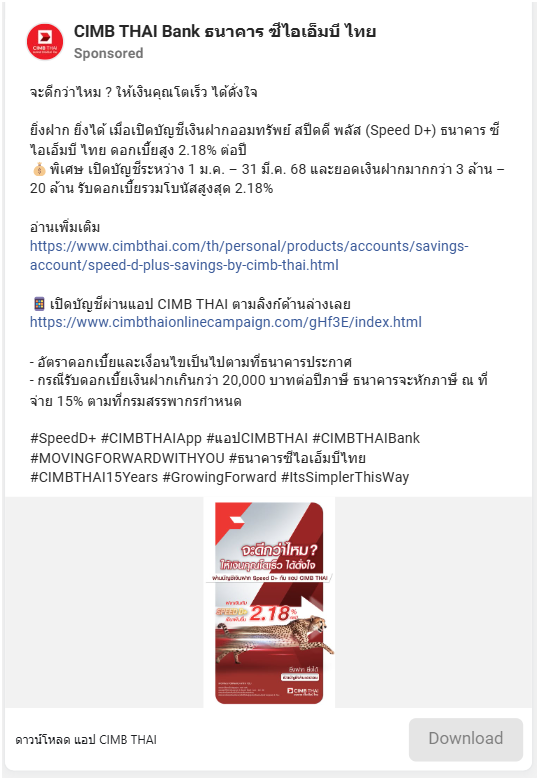 CIMB THAI Bank ธนาคาร ซีไอเอ็มบี ไทย
Sponsored
จะดีกว่าไหม ? ให้เงินคุณโตเร็ว ได้ดั่งใจ
ยิ่งฝาก ยิ่งได้ เมื่อเปิดบัญชีเงินฝากออมทรัพย์ สปีดดี พลัส (Speed D+) ธนาคาร ซี
ไอเอ็มบี ไทย ดอกเบี้ยสูง 2.18% ต่อปี
💰 พิเศษ เปิดบัญชีระหว่าง 1 ม.ค. – 31 มี.ค. 68 และยอดเงินฝากมากกว่า 3 ล้าน –
20 ล้าน รับดอกเบี้ยรวมโบนัสสูงสุด 2.18%
อ่านเพิ่มเติม
https://www.cimbthai.com/th/personal/products/accounts/savings-
account/speed-d-plus-savings-by-cimb-thai.html
📱 เปิดบัญชีผ่านแอป CIMB THAI ตามลิงก์ด้านล่างเลย
https://www.cimbthaionlinecampaign.com/gHf3E/index.html
- อัตราดอกเบี้ยและเงื่อนไขเป็นไปตามที่ธนาคารประกาศ
- กรณีรับดอกเบี้ยเงินฝากเกินกว่า 20,000 บาทต่อปีภาษี ธนาคารจะหักภาษี ณ ที่
จ่าย 15% ตามที่กรมสรรพากรกำหนด
#SpeedD+ #CIMBTHAIApp #แอปCIMBTHAI #CIMBTHAIBank
#MOVINGFORWARDWITHYOU #ธนาคารซีไอเอ็มบีไทย
#CIMBTHAI15Years #GrowingForward #ItsSimplerThisWay
จะดีกว่าไหม?
ให้เงินคุณโตเร็ว ได้ดั่งใจ
ผ่านบัญชีเงินฝาก Speed D+ กับ แอป CIMB THAI
SPEED D+
2.18%
ยิ่งฝาก ยิ่งได้
CIMB THAI
ดาวน์โหลด แอป CIMB THAI
Download